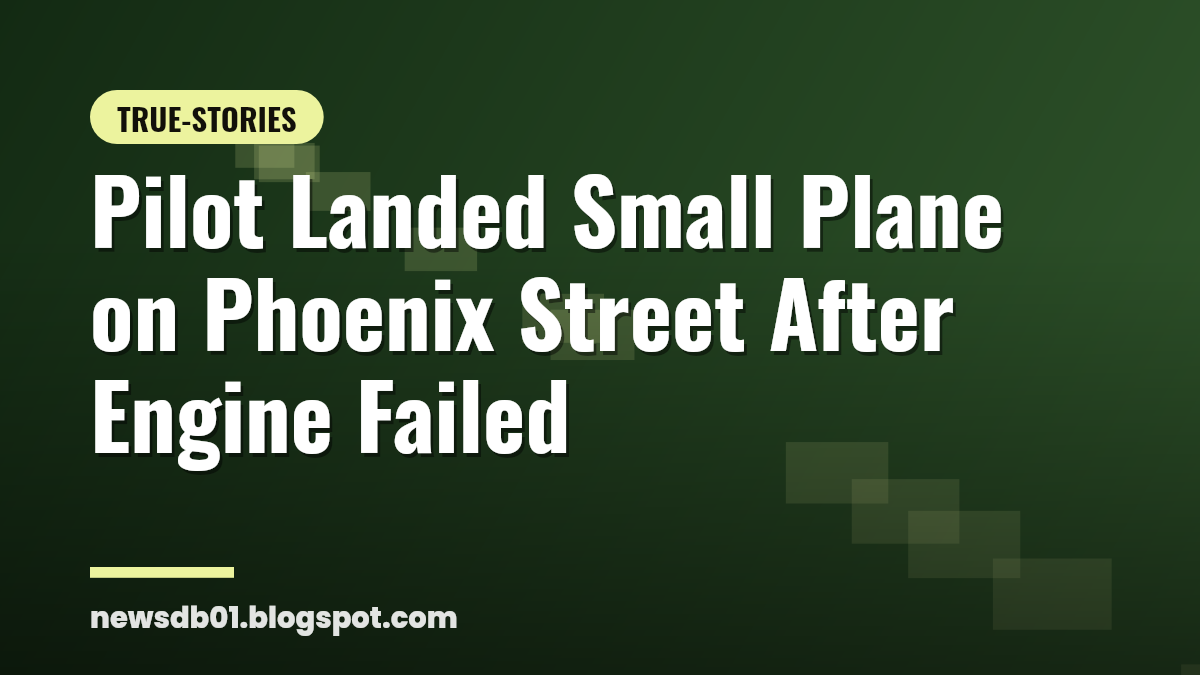 TRUE-STORIES
Pilot Landed Small Plane
on Phoenix Street After
Engine Failed
newsdb01.blogspot.com